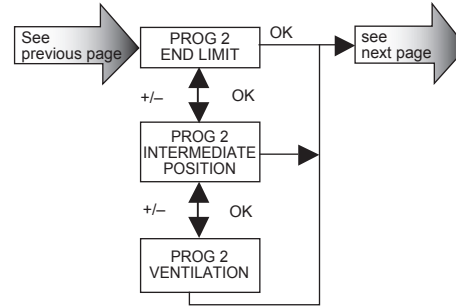 See
previous page
PROG 2
END LIMIT
OK
see
next page
+/–
OK
PROG 2
INTERMEDIATE
POSITION
+/–
OK
PROG 2
VENTILATION